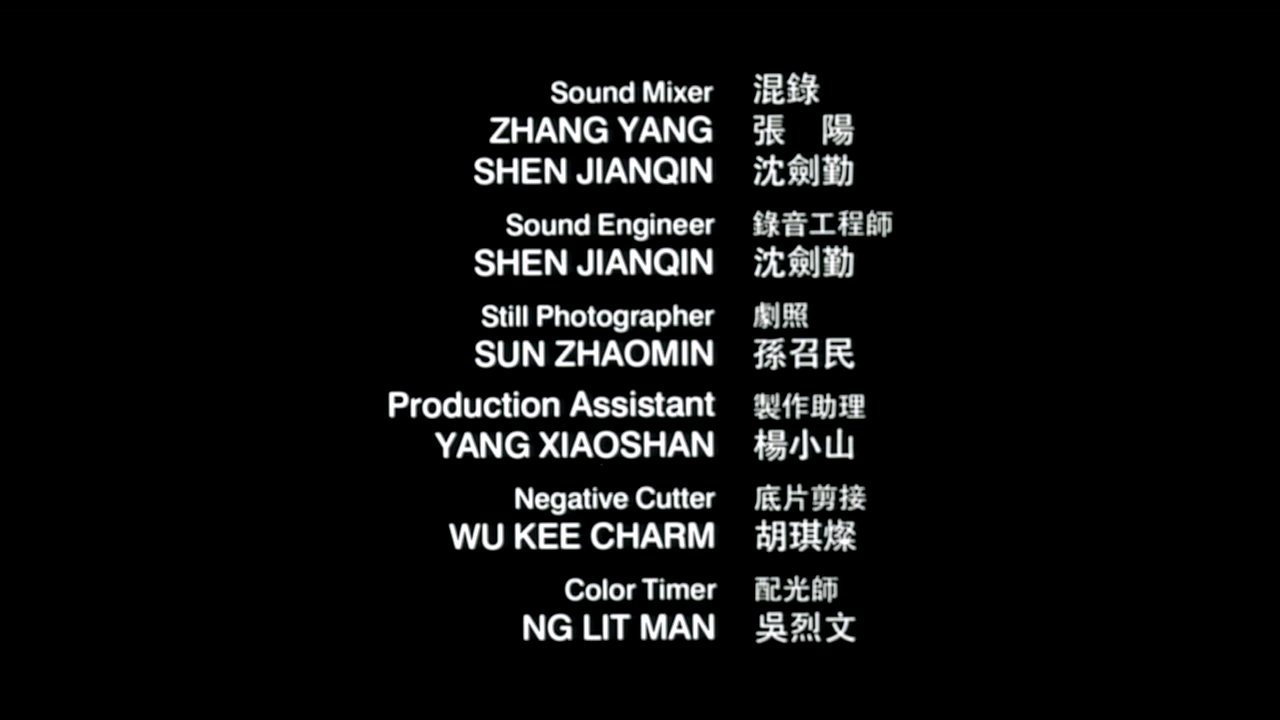 Sound Mixer 混錄
ZHANG YANG 張 陽
SHEN JIANQIN 沈劍勤
Sound Engineer 錄音工程師
SHEN JIANQIN 沈劍勤
Still Photographer 劇照
SUN ZHAOMIN 孫召民
Production Assistant 製作助理
YANG XIAOSHAN 楊小山
Negative Cutter 底片剪接
WU KEE CHARM 胡琪燦
Color Timer 配光師
NG LIT MAN 吳烈文